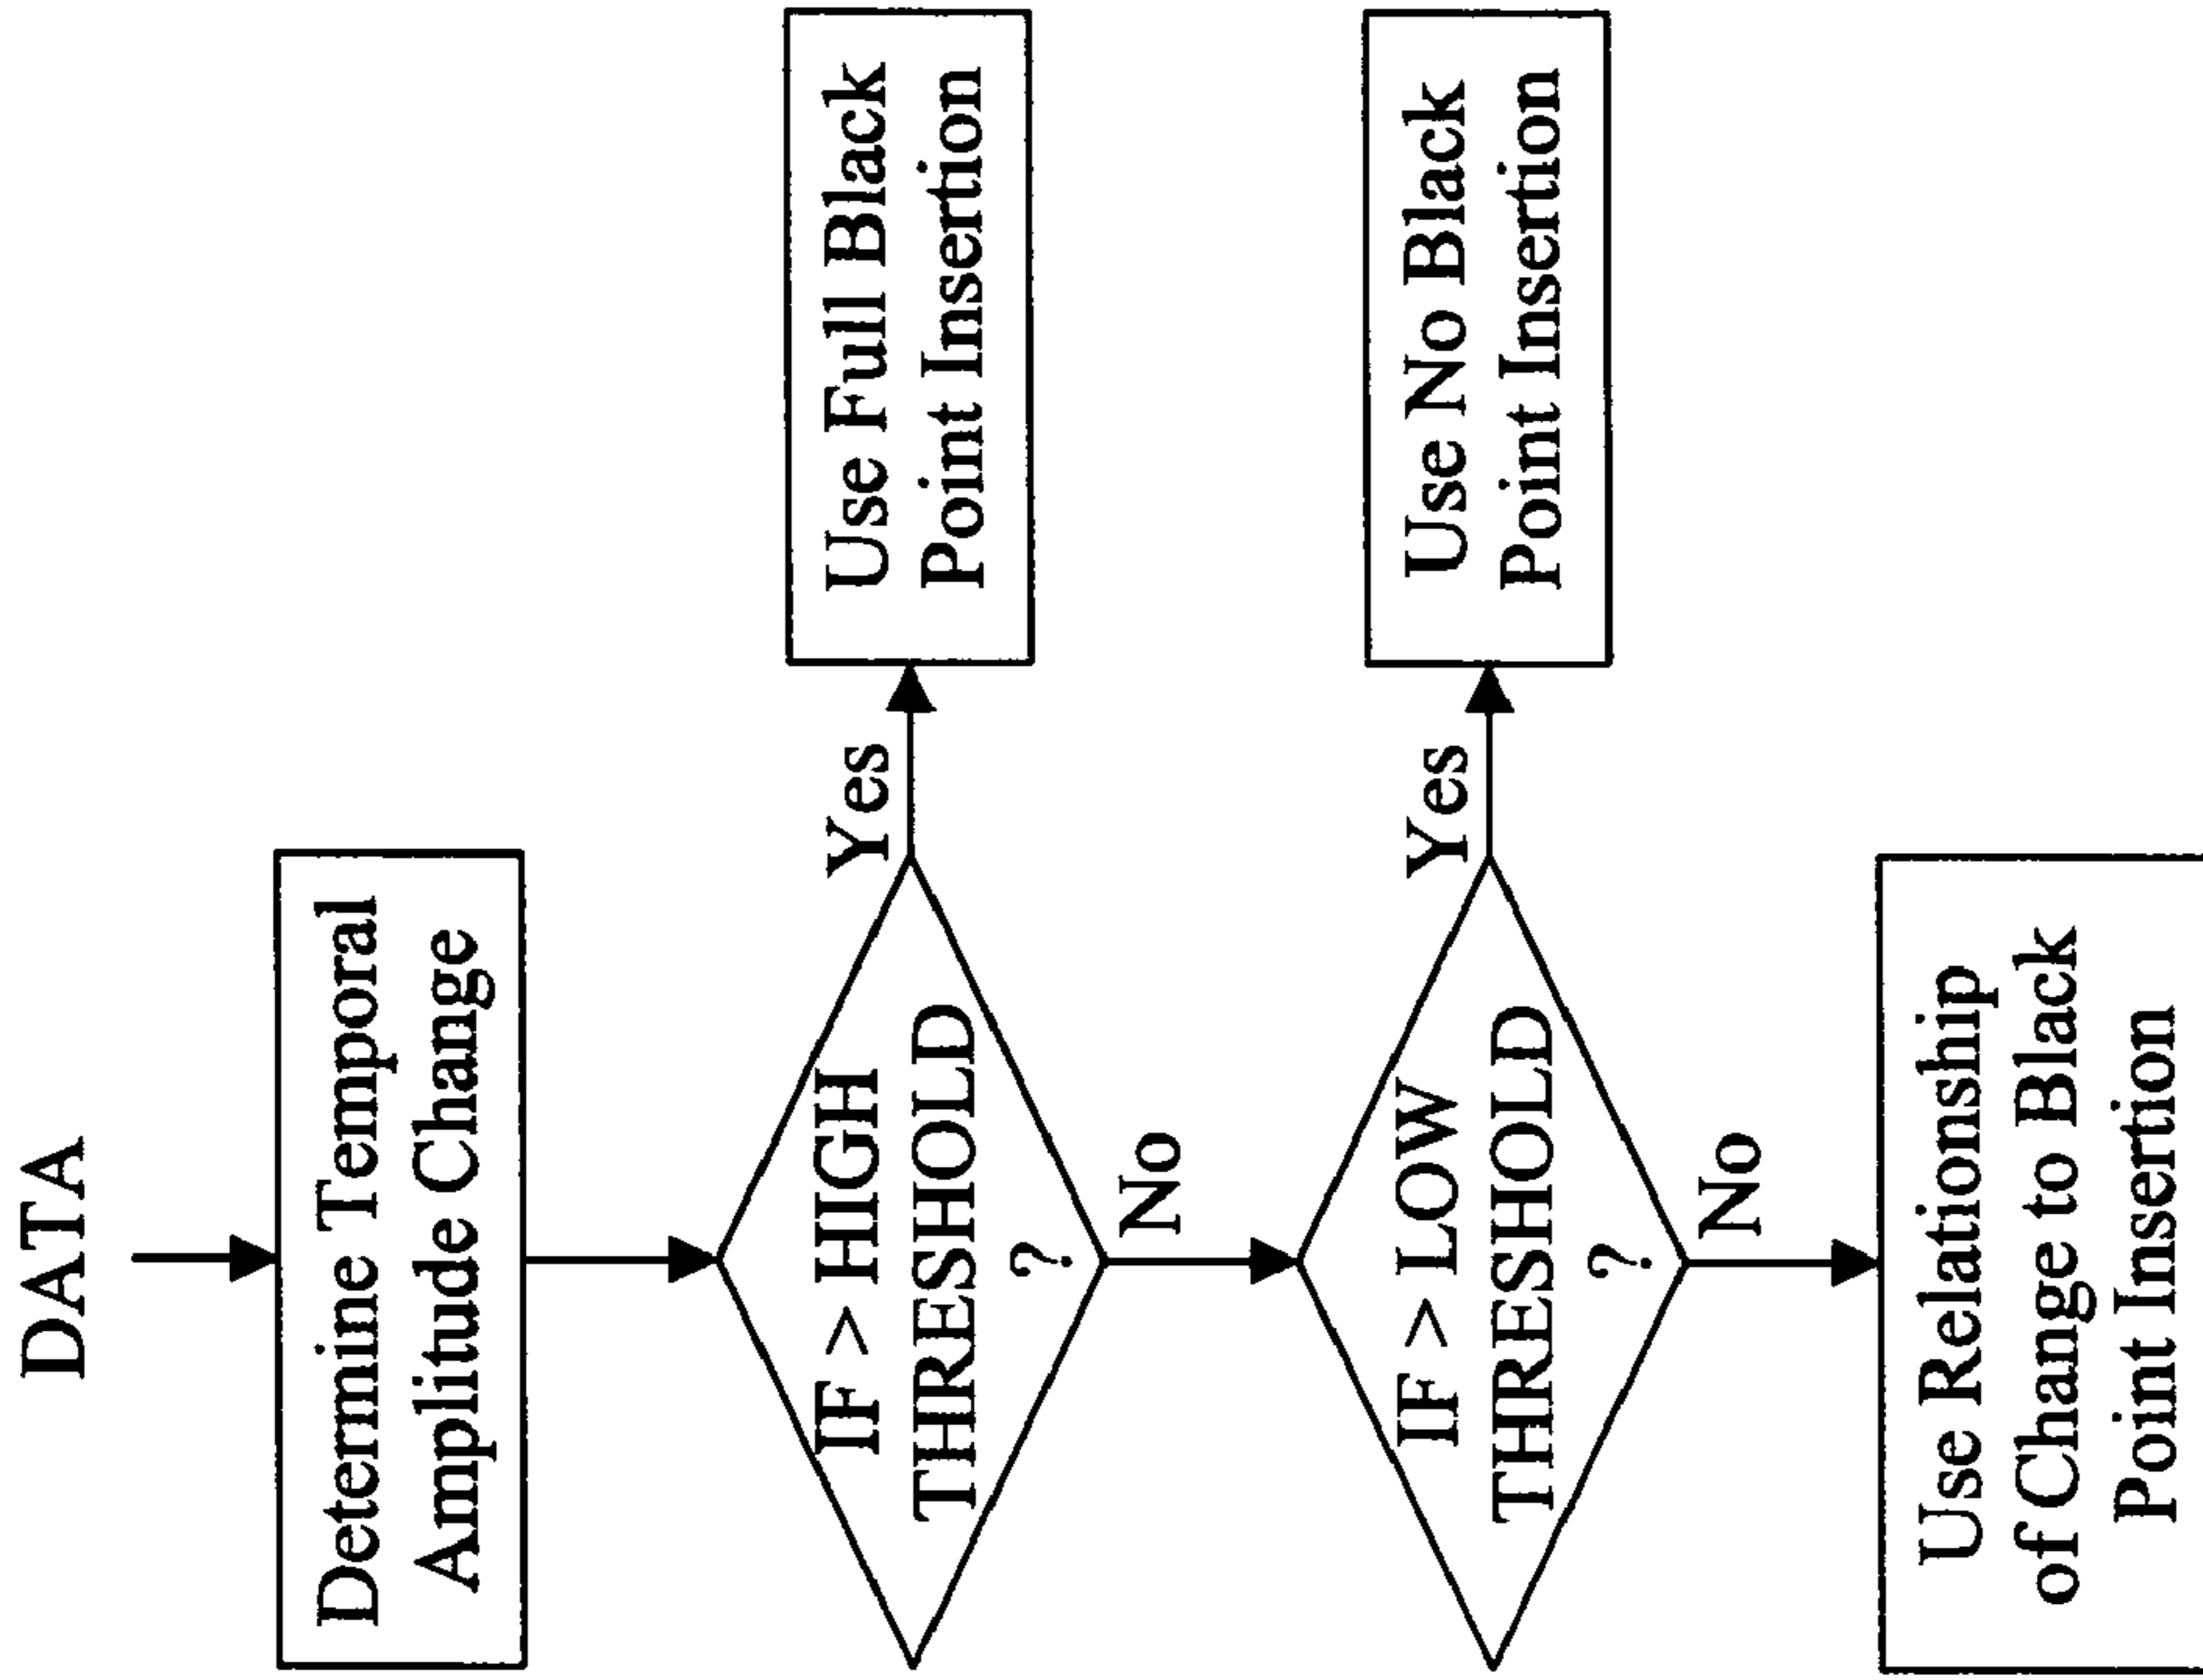 DATA
Determine Temporal
Amplitude Change
IF > HIGH
THRESHOLD
?
Yes
Use Full Black
Point Insertion
No
IF > LOW
THRESHOLD
?
Yes
Use No Black
Point Insertion
No
Use Relationship
of Change to Black
Point Insertion